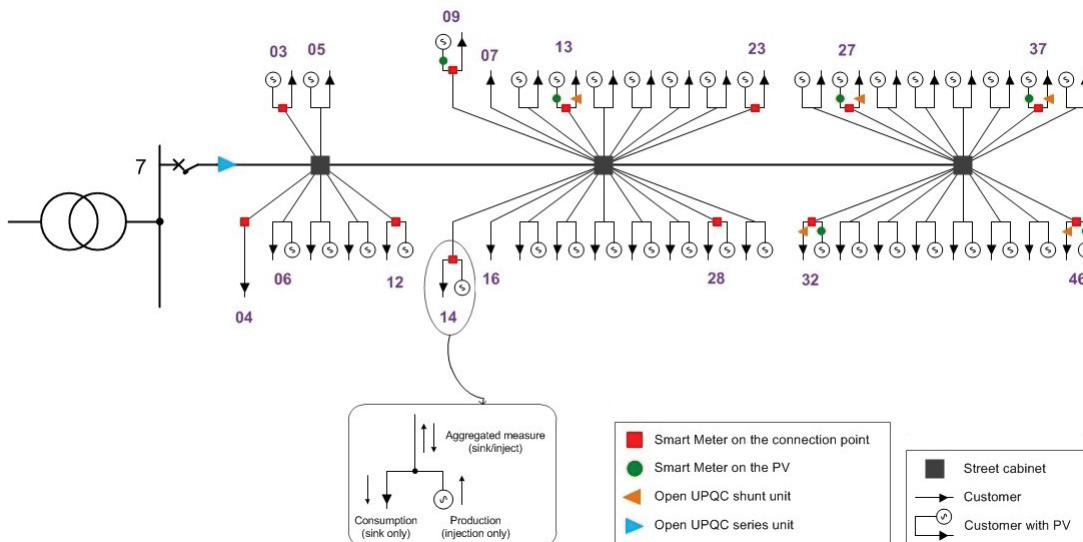 09
03
05
07
13
23
27
37
7
06
12
04
14
16
28
32
46
Aggregated measure
(sink/inject)
Consumption
(sink only)
Production
(injection only)
Smart Meter on the connection point
Smart Meter on the PV
Open UPQC shunt unit
Open UPQC series unit
Street cabinet
Customer
Customer with PV